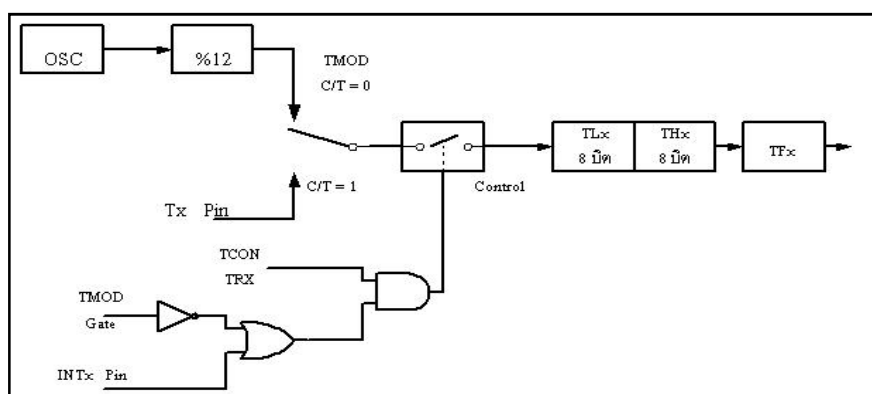 OSC
%12
TMOD
C/T = 0
TLx
8 บิต
THx
8 บิต
TFx
C/T = 1
Control
Tx Pin
TCON
TRX
TMOD
Gate
INTx Pin